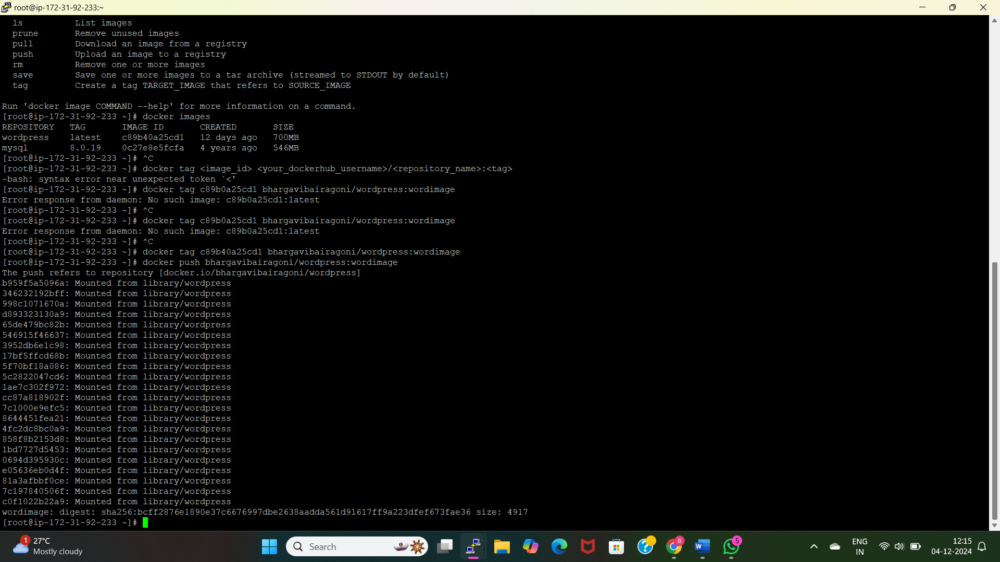 root@ip-172-31-92-233:~
ls          List images
prune       Remove unused images
pull        Download an image from a registry
push        Upload an image to a registry
rm          Remove one or more images
save        Save one or more images to a tar archive (streamed to STDOUT by default)
tag         Create a tag TARGET_IMAGE that refers to SOURCE_IMAGE
Run 'docker image COMMAND --help' for more information on a command.
[root@ip-172-31-92-233 ~]# docker images
REPOSITORY   TAG       IMAGE ID       CREATED       SIZE
wordpress    latest    c89b40a25cd1   12 days ago   700MB
mysql        8.0.19    0c27e8e5fcfa   4 years ago   546MB
[root@ip-172-31-92-233 ~]# ^C
[root@ip-172-31-92-233 ~]# docker tag <image_id> <your_dockerhub_username>/<repository_name>:<tag>
-bash: syntax error near unexpected token `<'
[root@ip-172-31-92-233 ~]# docker tag c89b0a25cd1 bhargavibairagoni/wordpress:wordimage
Error response from daemon: No such image: c89b0a25cd1:latest
[root@ip-172-31-92-233 ~]# ^C
[root@ip-172-31-92-233 ~]# docker tag c89b0a25cd1 bhargavibairagoni/wordpress:wordimage
Error response from daemon: No such image: c89b0a25cd1:latest
[root@ip-172-31-92-233 ~]# ^C
[root@ip-172-31-92-233 ~]# docker tag c89b40a25cd1 bhargavibairagoni/wordpress:wordimage
[root@ip-172-31-92-233 ~]# docker push bhargavibairagoni/wordpress:wordimage
The push refers to repository [docker.io/bhargavibairagoni/wordpress]
b959f5a5096a: Mounted from library/wordpress
346232192bff: Mounted from library/wordpress
998c1071670a: Mounted from library/wordpress
d893323130a9: Mounted from library/wordpress
65de479bc82b: Mounted from library/wordpress
546915f46637: Mounted from library/wordpress
3952db6e1c98: Mounted from library/wordpress
17bf5ffcd68b: Mounted from library/wordpress
5f70bf18a086: Mounted from library/wordpress
5c2822047cd6: Mounted from library/wordpress
1ae7c302f972: Mounted from library/wordpress
cc87a818902f: Mounted from library/wordpress
7c1000e9efc5: Mounted from library/wordpress
8644451fea21: Mounted from library/wordpress
4fc2dc8bc0a9: Mounted from library/wordpress
858f8b2153d8: Mounted from library/wordpress
1bd7727d5453: Mounted from library/wordpress
0694d395930c: Mounted from library/wordpress
e05636eb0d4f: Mounted from library/wordpress
81a3afbbf0ce: Mounted from library/wordpress
7c197840506f: Mounted from library/wordpress
c0f1022b22a9: Mounted from library/wordpress
wordimage: digest: sha256:bcff2876e1890e37c6676997dbe2638aadda561d91617ff9a223dfef673fae36 size: 4917
[root@ip-172-31-92-233 ~]#
1
27°C
Mostly cloudy
Search
B
W
5
ENG
IN
12:15
04-12-2024